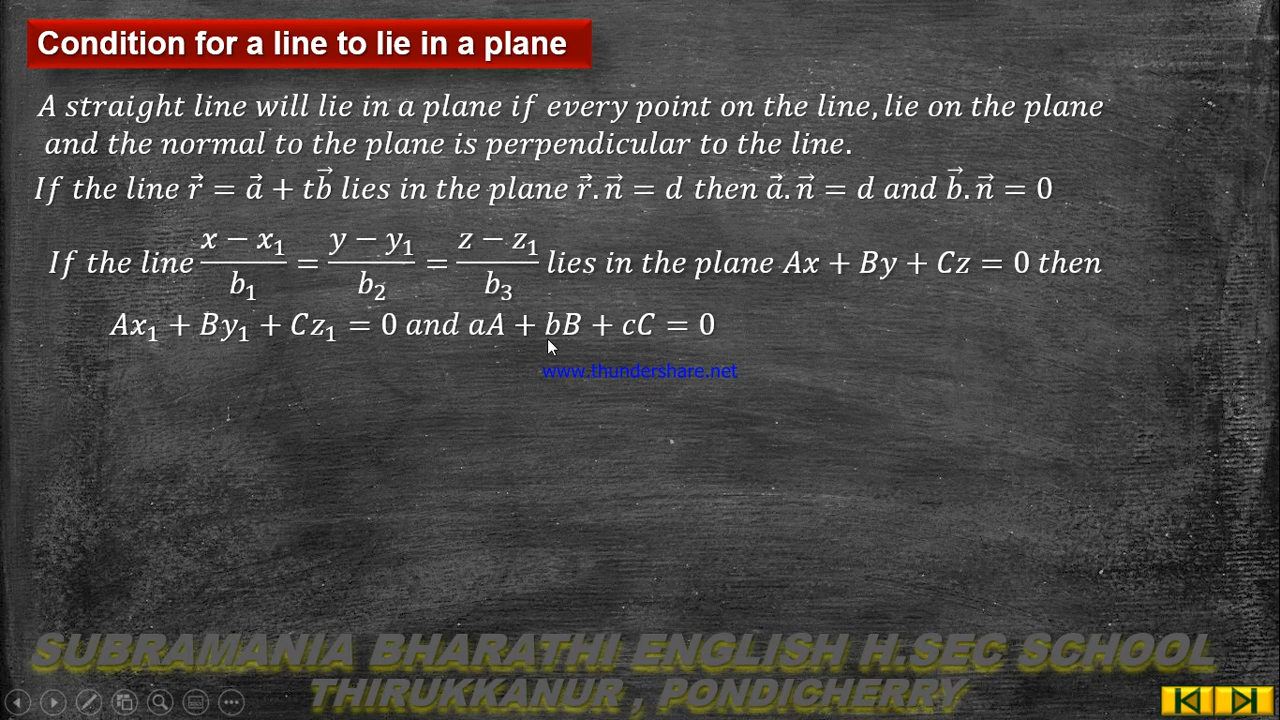 Condition for a line to lie in a plane
A straight line will lie in a plane if every point on the line, lie on the plane
and the normal to the plane is perpendicular to the line.
If the line r⃗ = a⃗ + tb⃗ lies in the plane r⃗.n⃗ = d then a⃗.n⃗ = d and b⃗.n⃗ = 0
If the line (x − x₁)/b₁ = (y − y₁)/b₂ = (z − z₁)/b₃ lies in the plane Ax + By + Cz = 0 then
Ax₁ + By₁ + Cz₁ = 0 and aA + bB + cC = 0
www.thundershare.net
SUBRAMANIA BHARATHI ENGLISH H.SEC SCHOOL
THIRUKKANUR , PONDICHERRY